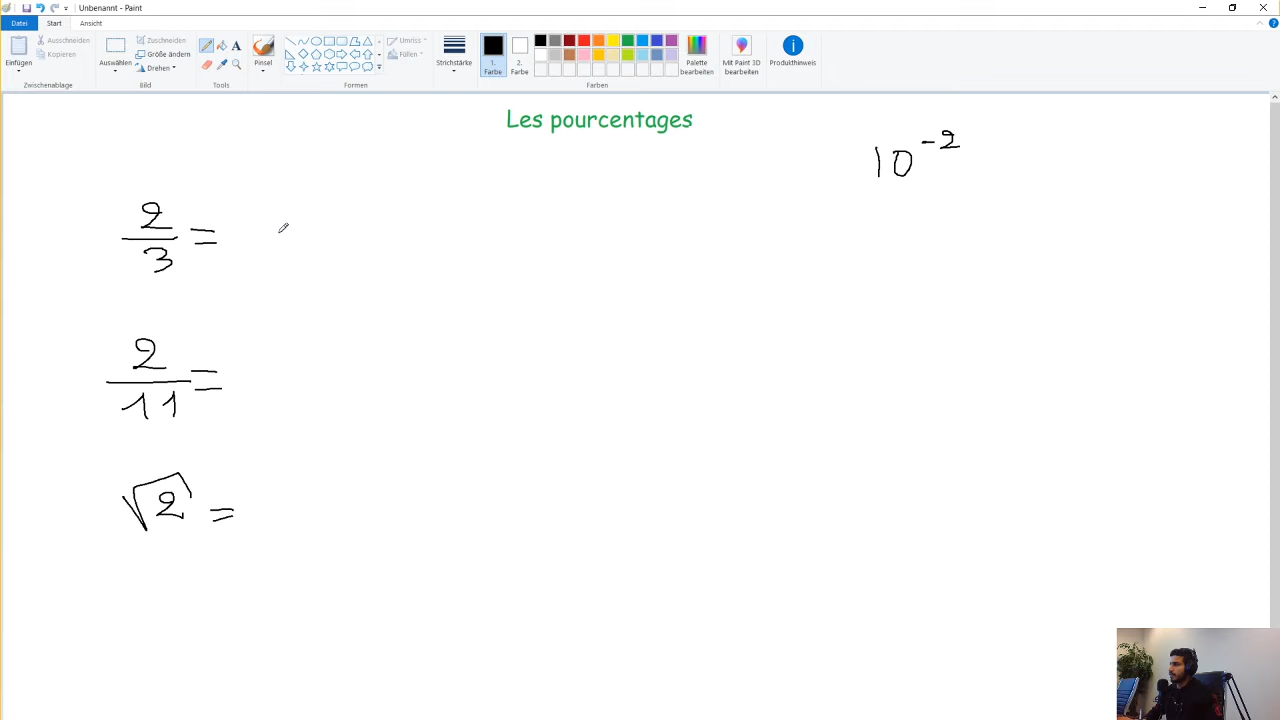 Unbenannt - Paint
Datei Start Ansicht
Einfügen
Ausschneiden
Kopieren
Zwischenablage
Auswählen
Zuschneiden
Größe ändern
Drehen
Bild
A
Tools
Pinsel
Umriss
Füllen
Formen
Strichstärke
1.
Farbe
2.
Farbe
Palette
bearbeiten
Farben
Mit Paint 3D
bearbeiten
Produkthinweis
Les pourcentages
10^-2
2/3 =
2/11 =
√2 =